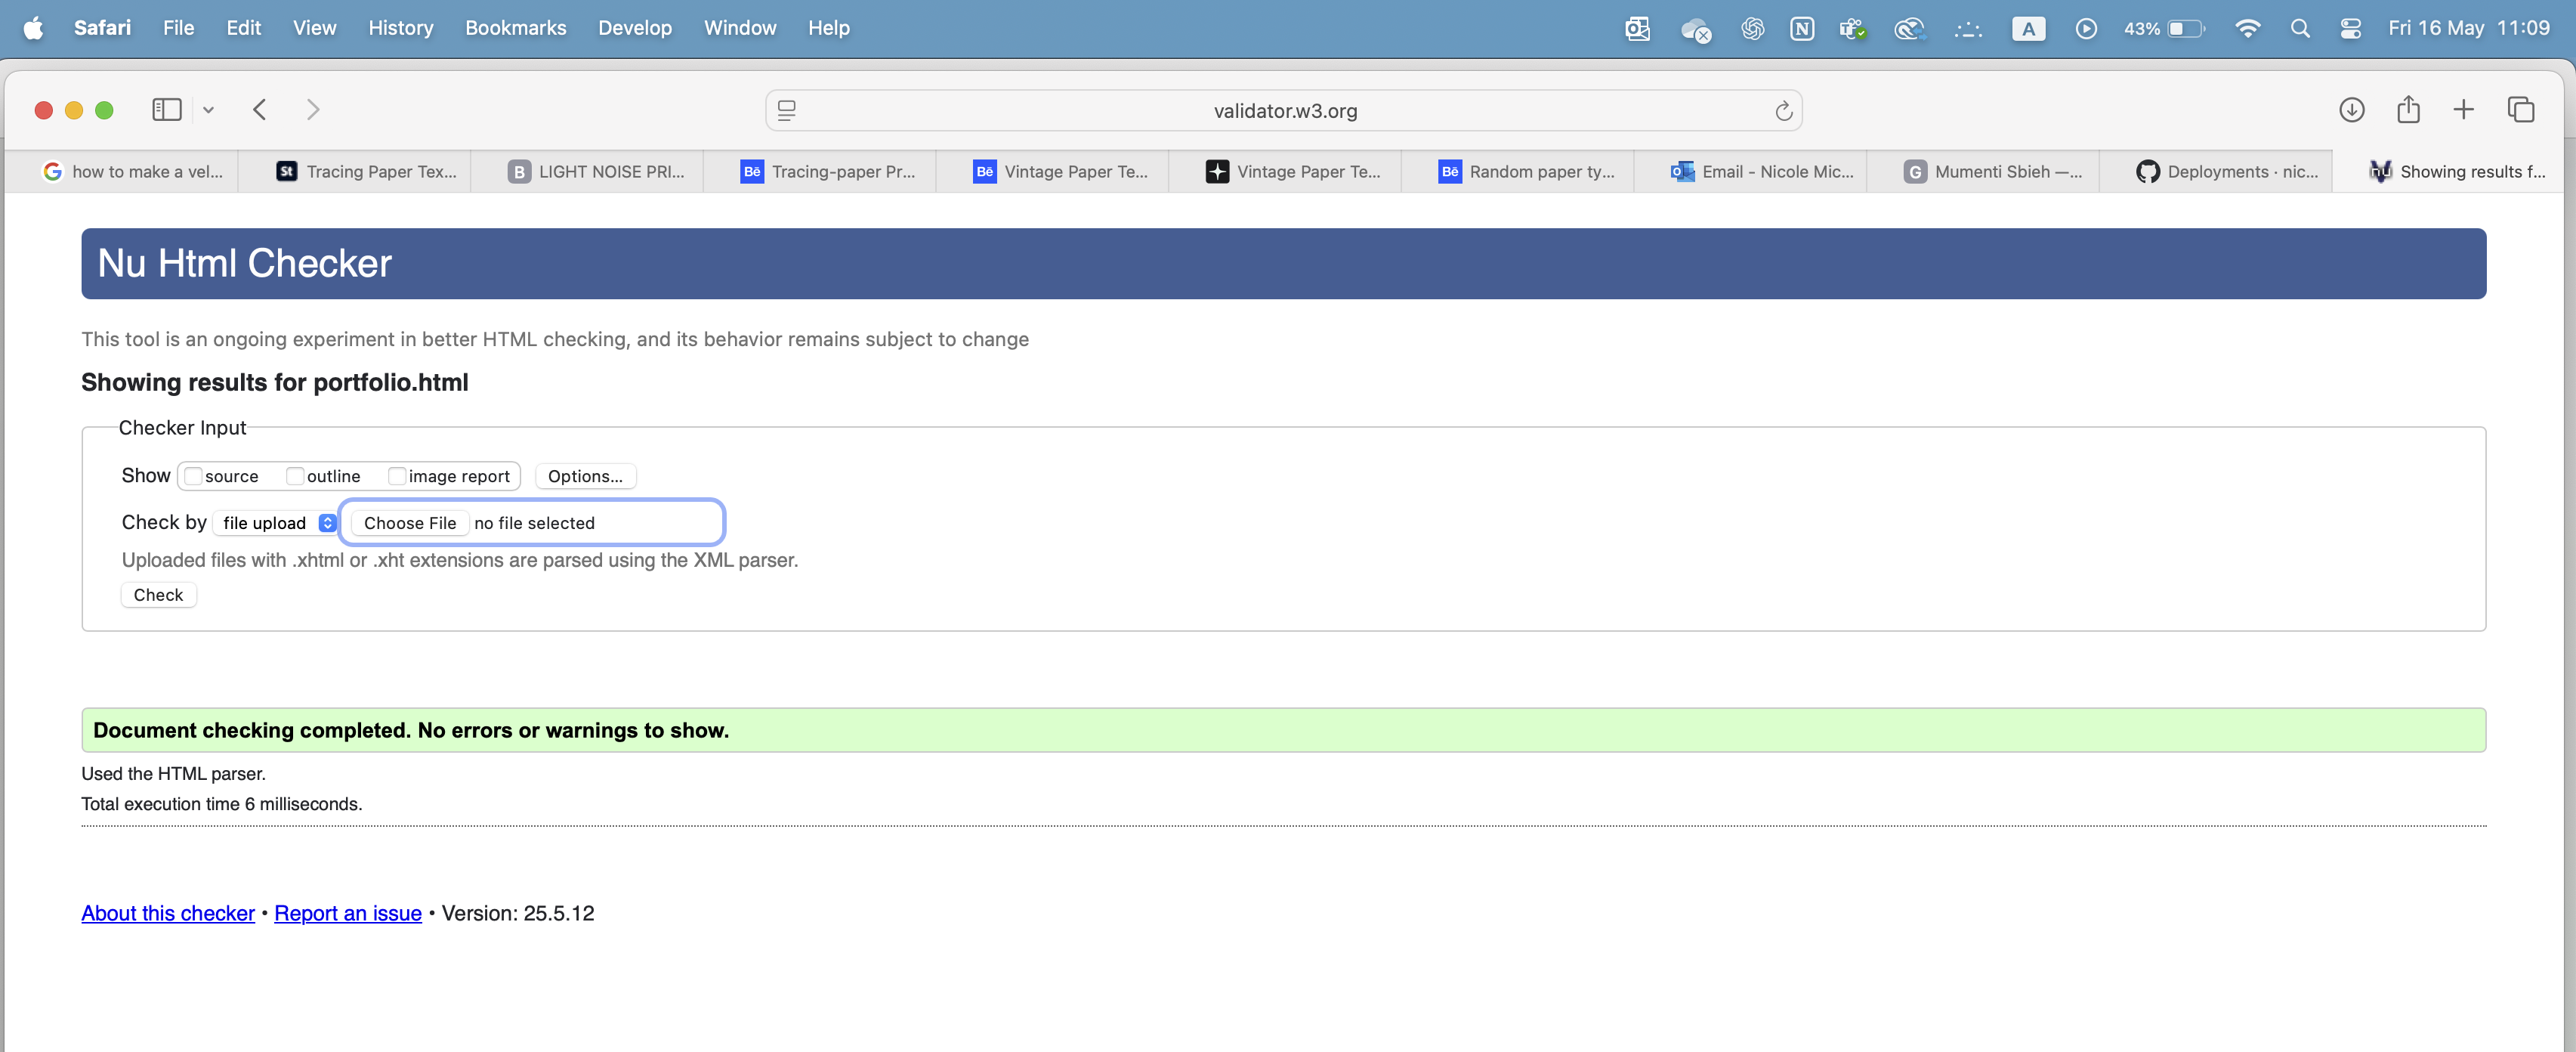 Safari File Edit View History Bookmarks Develop Window Help A 43% Fri 16 May 11:09
validator.w3.org
how to make a vel... St Tracing Paper Tex... B LIGHT NOISE PRI... Bē Tracing-paper Pr... Bē Vintage Paper Te... Vintage Paper Te... Bē Random paper ty... Email - Nicole Mic... G Mumenti Sbieh —... Deployments · nic... nu Showing results f...
Nu Html Checker
This tool is an ongoing experiment in better HTML checking, and its behavior remains subject to change
Showing results for portfolio.html
Checker Input
Show source outline image report Options...
Check by file upload Choose File no file selected
Uploaded files with .xhtml or .xht extensions are parsed using the XML parser.
Check
Document checking completed. No errors or warnings to show.
Used the HTML parser.
Total execution time 6 milliseconds.
About this checker • Report an issue • Version: 25.5.12